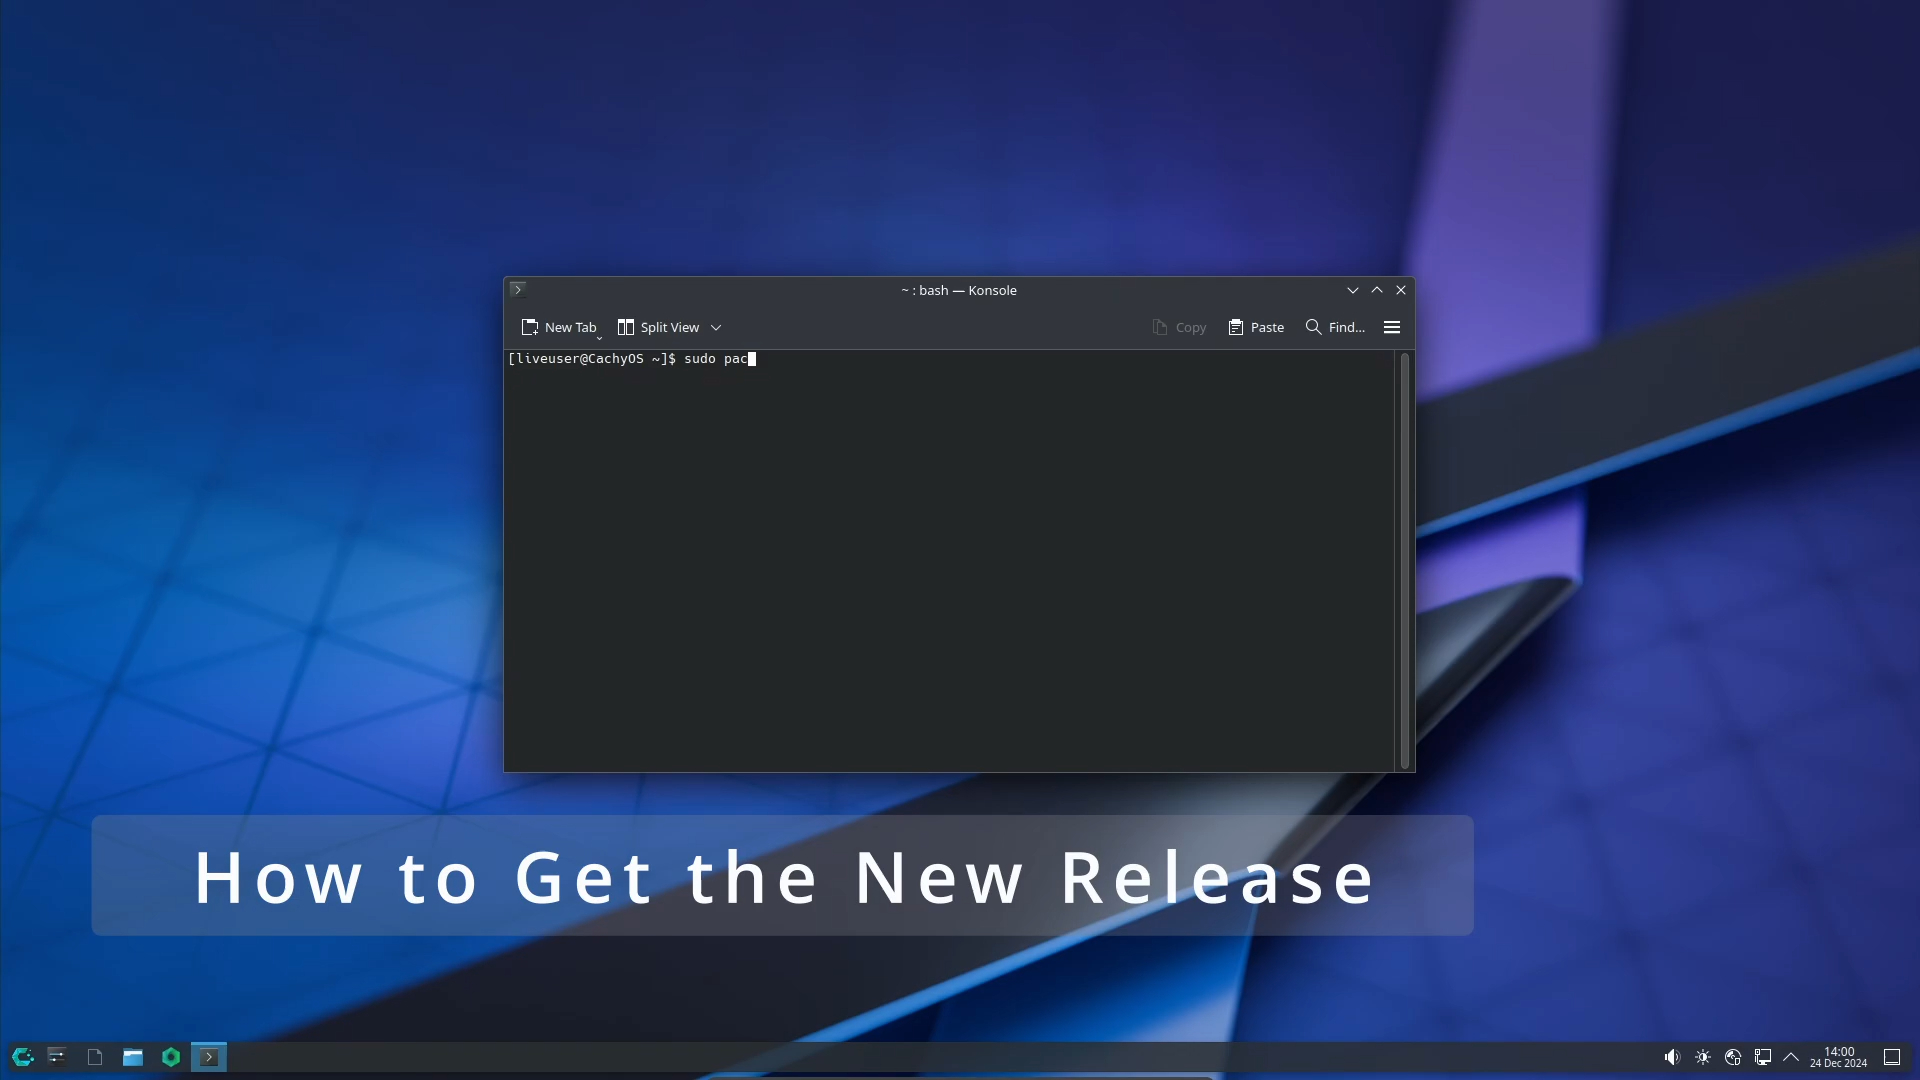 ~ : bash — Konsole
New Tab Split View Copy Paste Find...
[liveuser@CachyOS ~]$ sudo pac
How to Get the New Release
14:00
24 Dec 2024